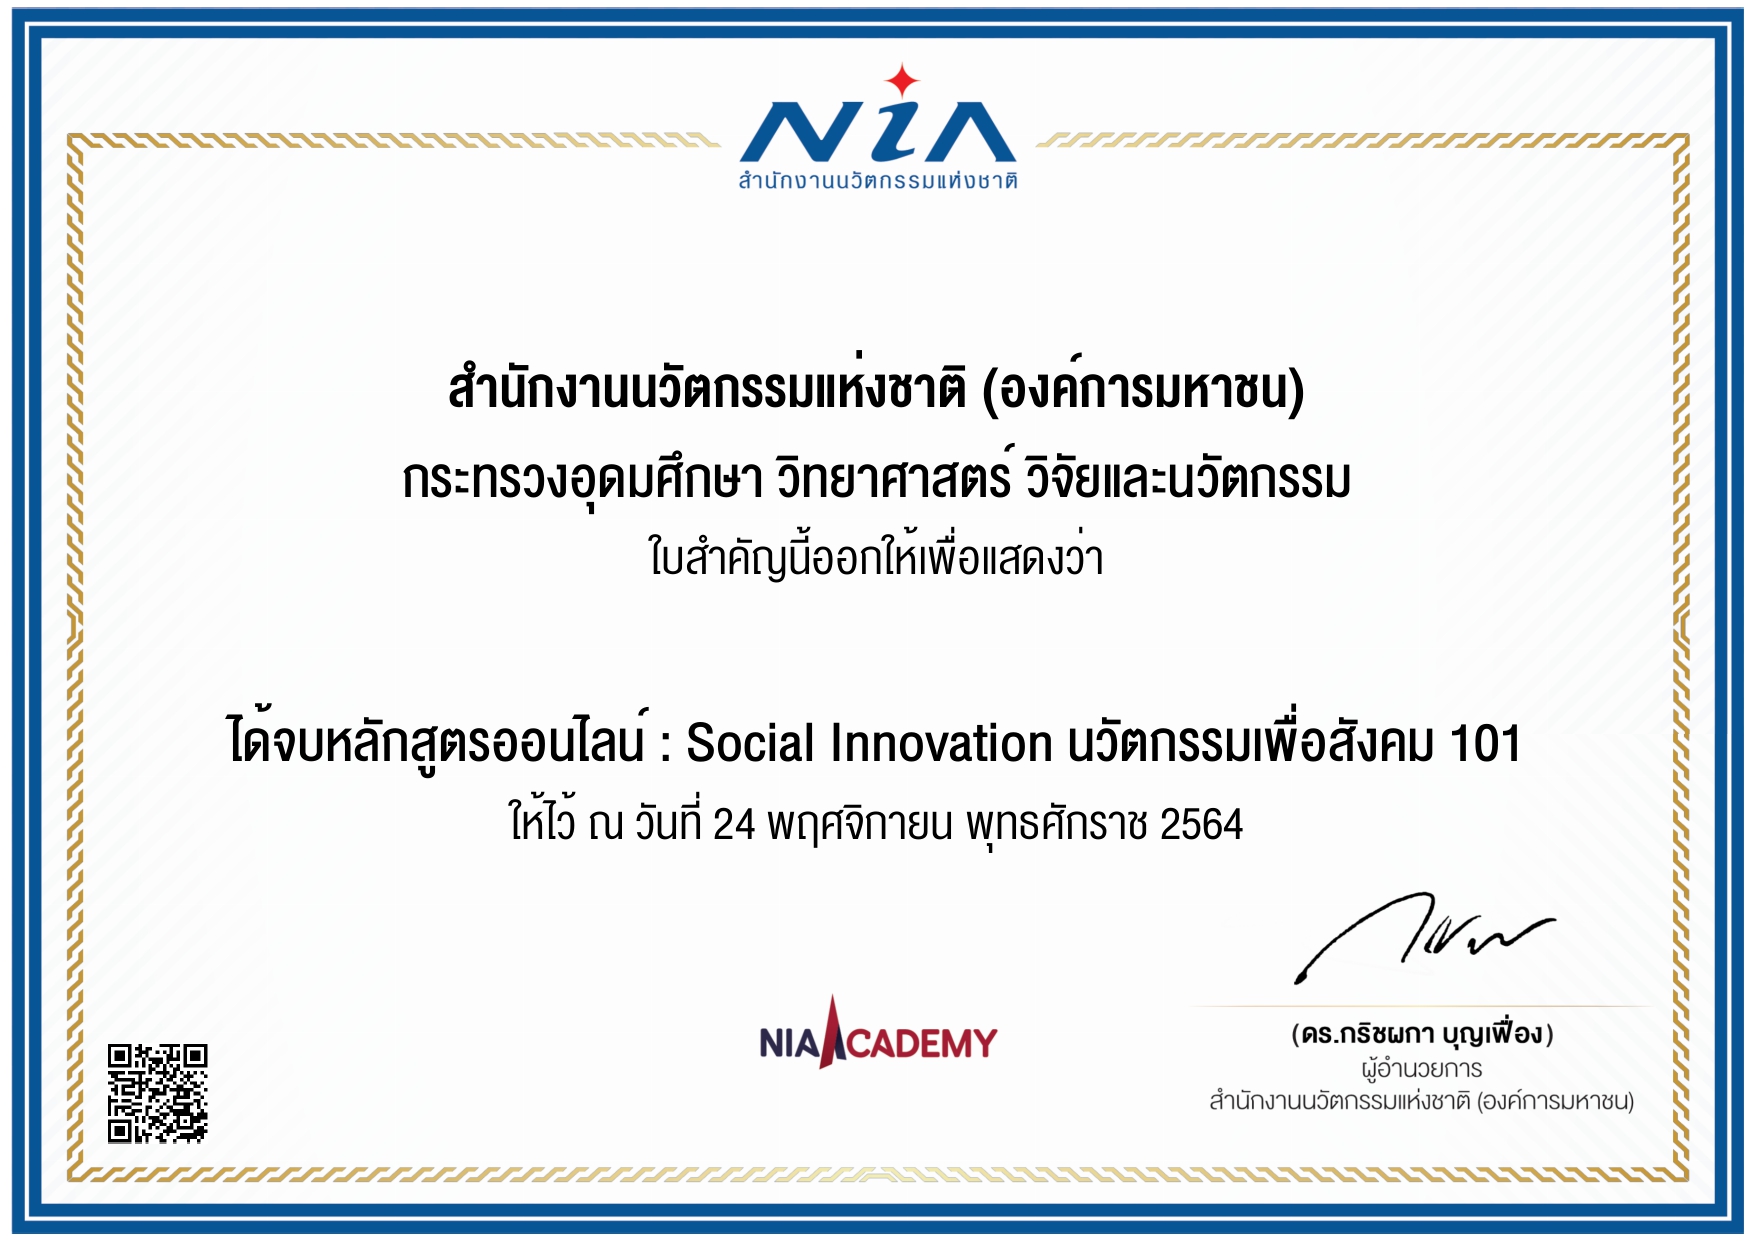 NiA
สำนักงานนวัตกรรมแห่งชาติ
สำนักงานนวัตกรรมแห่งชาติ (องค์การมหาชน)
กระทรวงอุดมศึกษา วิทยาศาสตร์ วิจัยและนวัตกรรม
ใบสำคัญนี้ออกให้เพื่อแสดงว่า
ได้จบหลักสูตรออนไลน์ : Social Innovation นวัตกรรมเพื่อสังคม 101
ให้ไว้ ณ วันที่ 24 พฤศจิกายน พุทธศักราช 2564
NIA ACADEMY
(ดร.กริชผกา บุญเฟื่อง)
ผู้อำนวยการ
สำนักงานนวัตกรรมแห่งชาติ (องค์การมหาชน)